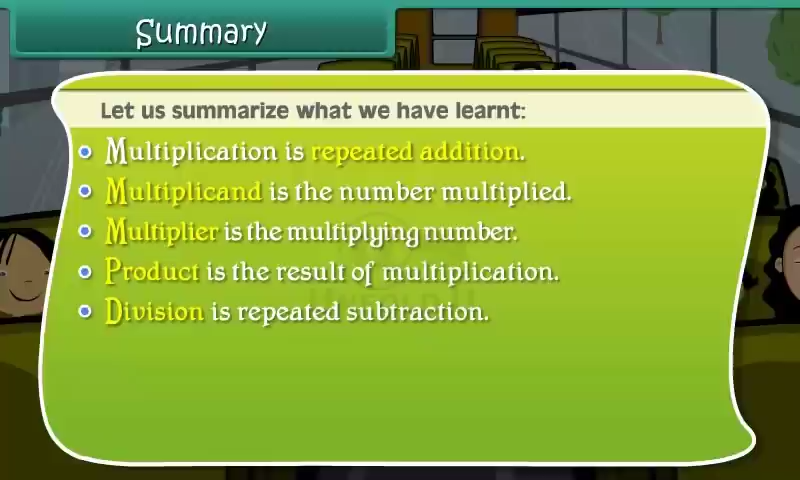 Summary
Let us summarize what we have learnt:
Multiplication is repeated addition.
Multiplicand is the number multiplied.
Multiplier is the multiplying number.
Product is the result of multiplication.
Division is repeated subtraction.